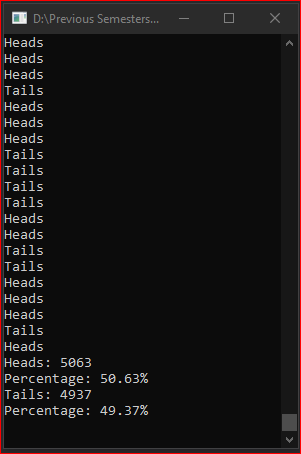 D:\Previous Semesters...
Heads
Heads
Heads
Tails
Heads
Heads
Heads
Tails
Tails
Tails
Tails
Heads
Heads
Tails
Tails
Heads
Heads
Heads
Tails
Heads
Heads: 5063
Percentage: 50.63%
Tails: 4937
Percentage: 49.37%